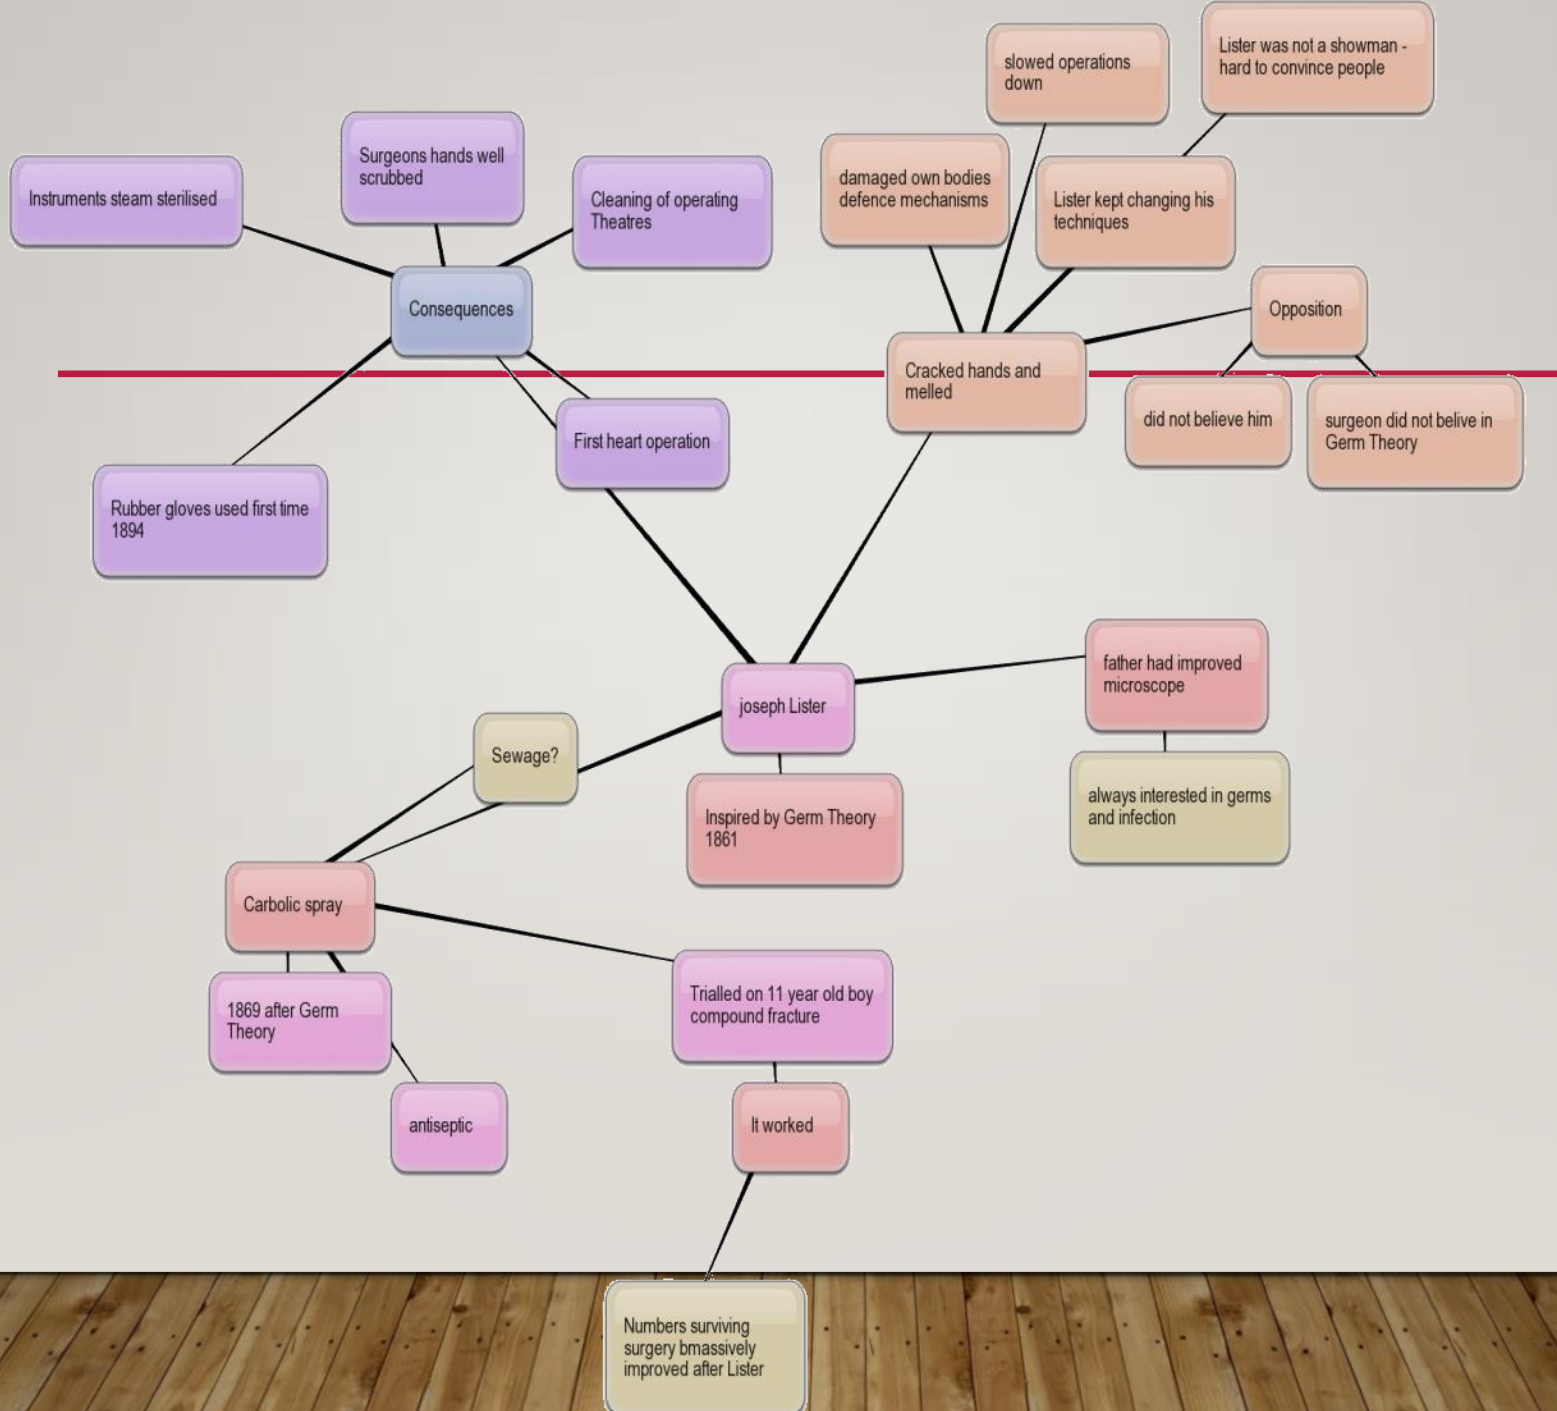 Lister was not a showman -
hard to convince people
slowed operations
down
Surgeons hands well
scrubbed
Instruments steam sterilised
Cleaning of operating
Theatres
damaged own bodies
defence mechanisms
Lister kept changing his
techniques
Consequences
Opposition
Cracked hands and
melled
did not believe him
surgeon did not belive in
Germ Theory
First heart operation
Rubber gloves used first time
1894
father had improved
microscope
joseph Lister
Sewage?
always interested in germs
and infection
Inspired by Germ Theory
1861
Carbolic spray
1869 after Germ
Theory
Trialled on 11 year old boy
compound fracture
antiseptic
It worked
Numbers surviving
surgery bmassively
improved after Lister